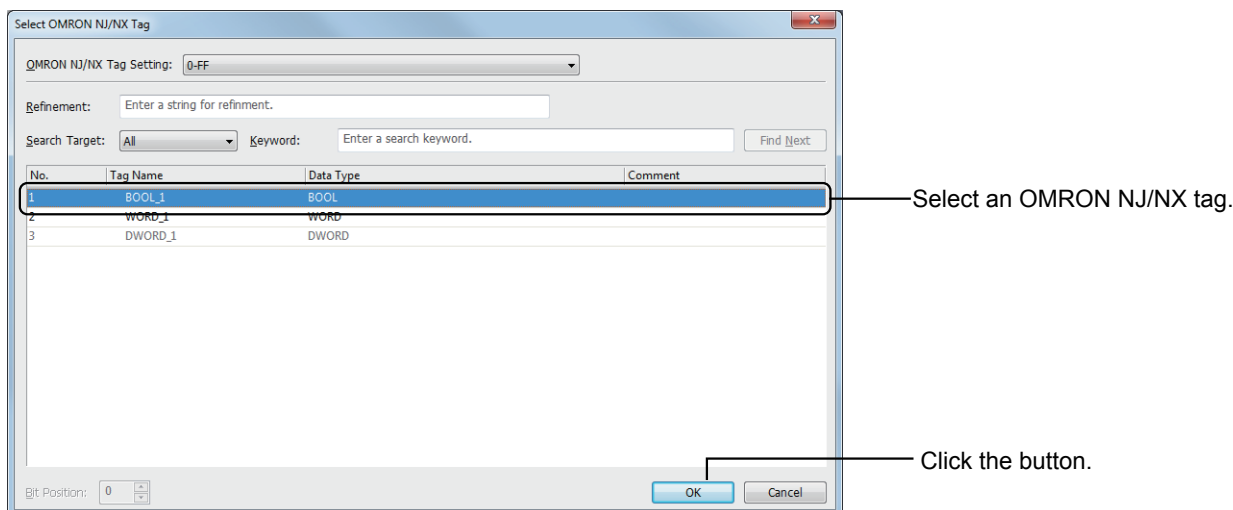 Select OMRON NJ/NX Tag
OMRON NJ/NX Tag Setting: 0-FF
Refinement: Enter a string for refinment.
Search Target: All Keyword: Enter a search keyword. Find Next
No. Tag Name Data Type Comment
1 BOOL_1 BOOL
Select an OMRON NJ/NX tag.
2 WORD_1 WORD
3 DWORD_1 DWORD
Click the button.
Bit Position: 0 OK Cancel